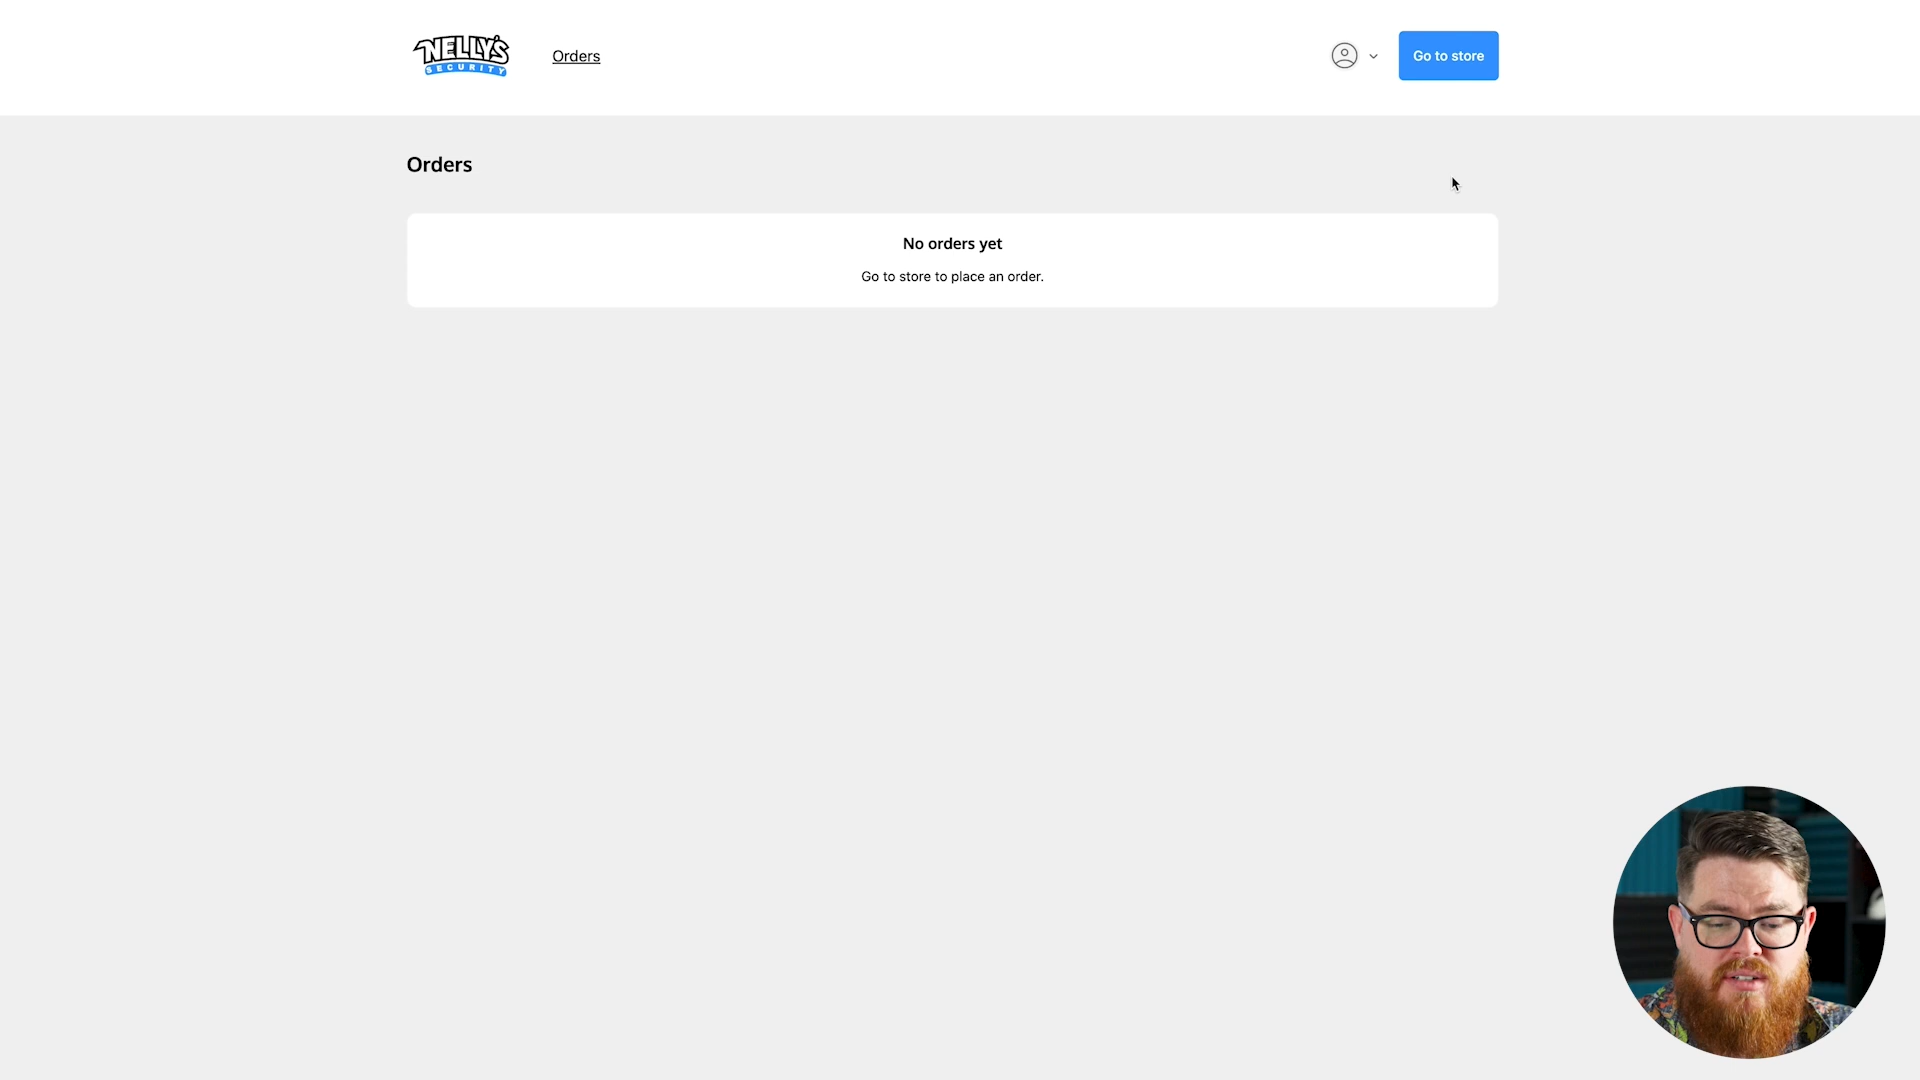 NELLY'S
SECURITY
Orders
Go to store
Orders
No orders yet
Go to store to place an order.